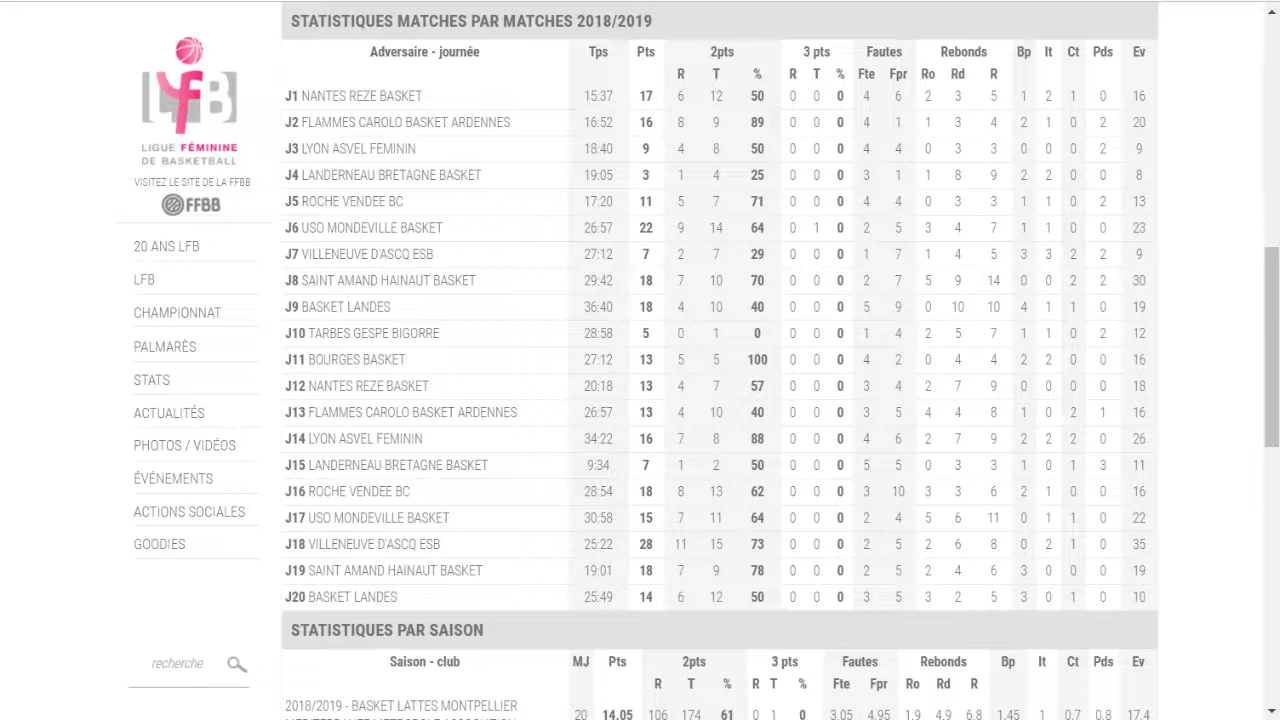 STATISTIQUES MATCHES PAR MATCHES 2018/2019
Adversaire - journée Tps Pts 2pts 3 pts Fautes Rebonds Bp It Ct Pds Ev
R T % R T % Fte Fpr Ro Rd R
J1 NANTES REZE BASKET 15:37 17 6 12 50 0 0 0 4 6 2 3 5 1 2 1 0 16
J2 FLAMMES CAROLO BASKET ARDENNES 16:52 16 8 9 89 0 0 0 4 1 1 3 4 2 1 0 2 20
J3 LYON ASVEL FEMININ 18:40 9 4 8 50 0 0 0 4 4 0 3 3 0 0 0 2 9
J4 LANDERNEAU BRETAGNE BASKET 19:05 3 1 4 25 0 0 0 3 1 1 8 9 2 2 0 0 8
J5 ROCHE VENDEE BC 17:20 11 5 7 71 0 0 0 4 4 0 3 3 1 1 0 2 13
J6 USO MONDEVILLE BASKET 26:57 22 9 14 64 0 1 0 2 5 3 4 7 1 1 0 0 23
J7 VILLENEUVE D'ASCQ ESB 27:12 7 2 7 29 0 0 0 1 7 1 4 5 3 3 2 2 9
J8 SAINT AMAND HAINAUT BASKET 29:42 18 7 10 70 0 0 0 2 7 5 9 14 0 0 2 2 30
J9 BASKET LANDES 36:40 18 4 10 40 0 0 0 5 9 0 10 10 4 1 1 0 19
J10 TARBES GESPE BIGORRE 28:58 5 0 1 0 0 0 0 1 4 2 5 7 1 1 0 2 12
J11 BOURGES BASKET 27:12 13 5 5 100 0 0 0 4 2 0 4 4 2 2 0 0 16
J12 NANTES REZE BASKET 20:18 13 4 7 57 0 0 0 3 4 2 7 9 0 0 0 0 18
J13 FLAMMES CAROLO BASKET ARDENNES 26:57 13 4 10 40 0 0 0 3 5 4 4 8 1 0 2 1 16
J14 LYON ASVEL FEMININ 34:22 16 7 8 88 0 0 0 4 6 2 7 9 2 2 2 0 26
J15 LANDERNEAU BRETAGNE BASKET 9:34 7 1 2 50 0 0 0 5 5 0 3 3 1 0 1 3 11
J16 ROCHE VENDEE BC 28:54 18 8 13 62 0 0 0 3 10 3 3 6 2 1 0 0 16
J17 USO MONDEVILLE BASKET 30:58 15 7 11 64 0 0 0 2 4 5 6 11 0 1 1 0 22
J18 VILLENEUVE D'ASCQ ESB 25:22 28 11 15 73 0 0 0 2 5 2 6 8 0 2 1 0 35
J19 SAINT AMAND HAINAUT BASKET 19:01 18 7 9 78 0 0 0 2 5 2 4 6 3 0 0 0 19
J20 BASKET LANDES 25:49 14 6 12 50 0 0 0 3 5 3 2 5 3 0 1 0 10
STATISTIQUES PAR SAISON
Saison - club MJ Pts 2pts 3 pts Fautes Rebonds Bp It Ct Pds Ev
R T % R T % Fte Fpr Ro Rd R
2018/2019 - BASKET LATTES MONTPELLIER
20 14.05 106 174 61 0 1 0 3.05 4.95 1.9 4.9 6.8 1.45 1 0.7 0.8 17.4
LFB
LIGUE FÉMININE
DE BASKETBALL
VISITEZ LE SITE DE LA FFBB
FFBB
20 ANS LFB
LFB
CHAMPIONNAT
PALMARÈS
STATS
ACTUALITÉS
PHOTOS / VIDÉOS
ÉVÉNEMENTS
ACTIONS SOCIALES
GOODIES
recherche